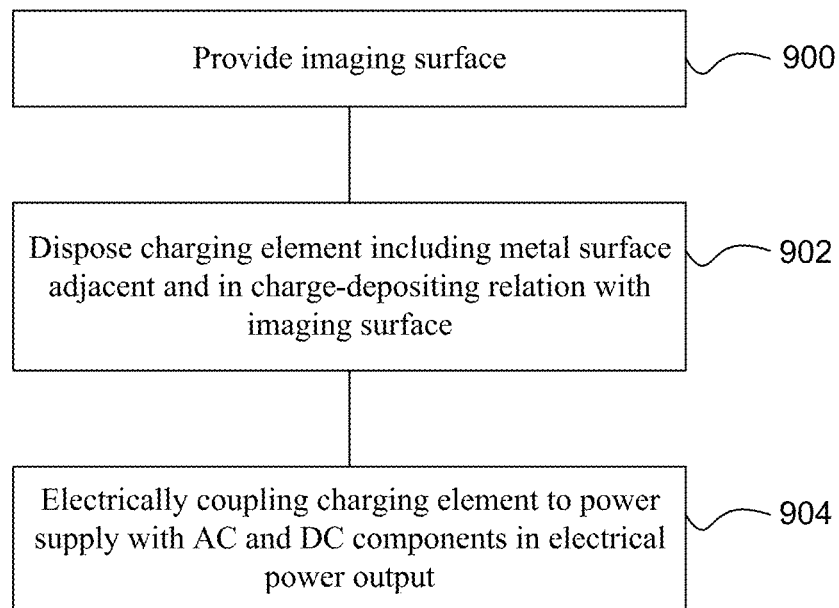 Provide imaging surface
900
Dispose charging element including metal surface
adjacent and in charge-depositing relation with
imaging surface
902
Electrically coupling charging element to power
supply with AC and DC components in electrical
power output
904